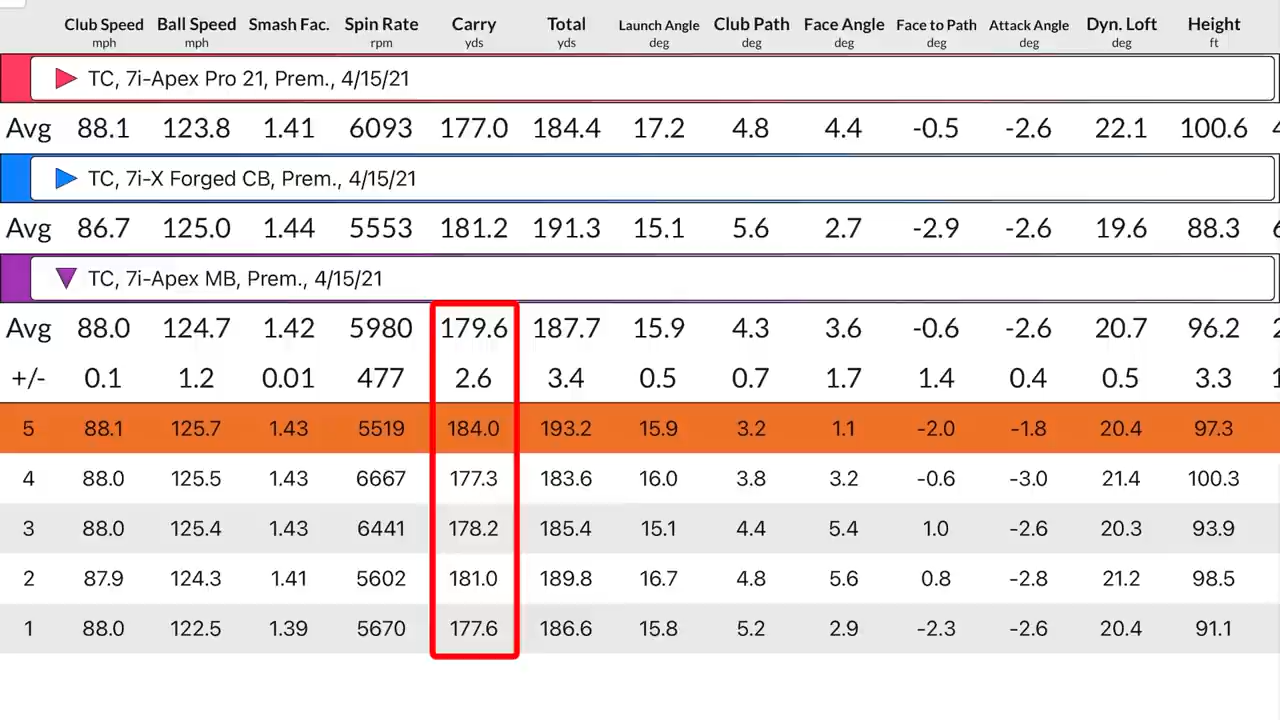 Club Speed Ball Speed Smash Fac. Spin Rate Carry Total Launch Angle Club Path Face Angle Face to Path Attack Angle Dyn. Loft Height
mph mph rpm yds yds deg deg deg deg deg deg ft
TC, 7i-Apex Pro 21, Prem., 4/15/21
Avg 88.1 123.8 1.41 6093 177.0 184.4 17.2 4.8 4.4 -0.5 -2.6 22.1 100.6
TC, 7i-X Forged CB, Prem., 4/15/21
Avg 86.7 125.0 1.44 5553 181.2 191.3 15.1 5.6 2.7 -2.9 -2.6 19.6 88.3
TC, 7i-Apex MB, Prem., 4/15/21
Avg 88.0 124.7 1.42 5980 179.6 187.7 15.9 4.3 3.6 -0.6 -2.6 20.7 96.2
+/- 0.1 1.2 0.01 477 2.6 3.4 0.5 0.7 1.7 1.4 0.4 0.5 3.3
5 88.1 125.7 1.43 5519 184.0 193.2 15.9 3.2 1.1 -2.0 -1.8 20.4 97.3
4 88.0 125.5 1.43 6667 177.3 183.6 16.0 3.8 3.2 -0.6 -3.0 21.4 100.3
3 88.0 125.4 1.43 6441 178.2 185.4 15.1 4.4 5.4 1.0 -2.6 20.3 93.9
2 87.9 124.3 1.41 5602 181.0 189.8 16.7 4.8 5.6 0.8 -2.8 21.2 98.5
1 88.0 122.5 1.39 5670 177.6 186.6 15.8 5.2 2.9 -2.3 -2.6 20.4 91.1